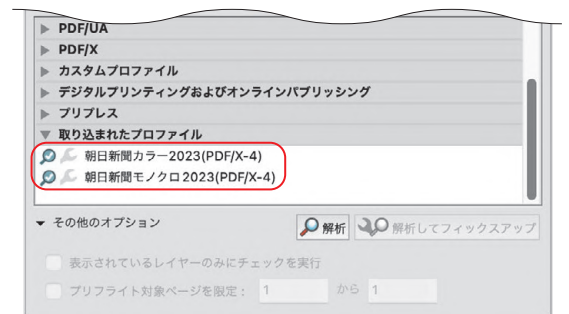 PDF/UA
PDF/X
カスタムプロファイル
デジタルプリンティングおよびオンラインパブリッシング
プリプレス
取り込まれたプロファイル
朝日新聞カラー2023(PDF/X-4)
朝日新聞モノクロ2023(PDF/X-4)
その他のオプション 解析 解析してフィックスアップ
表示されているレイヤーのみにチェックを実行
プリフライト対象ページを限定： 1 から 1